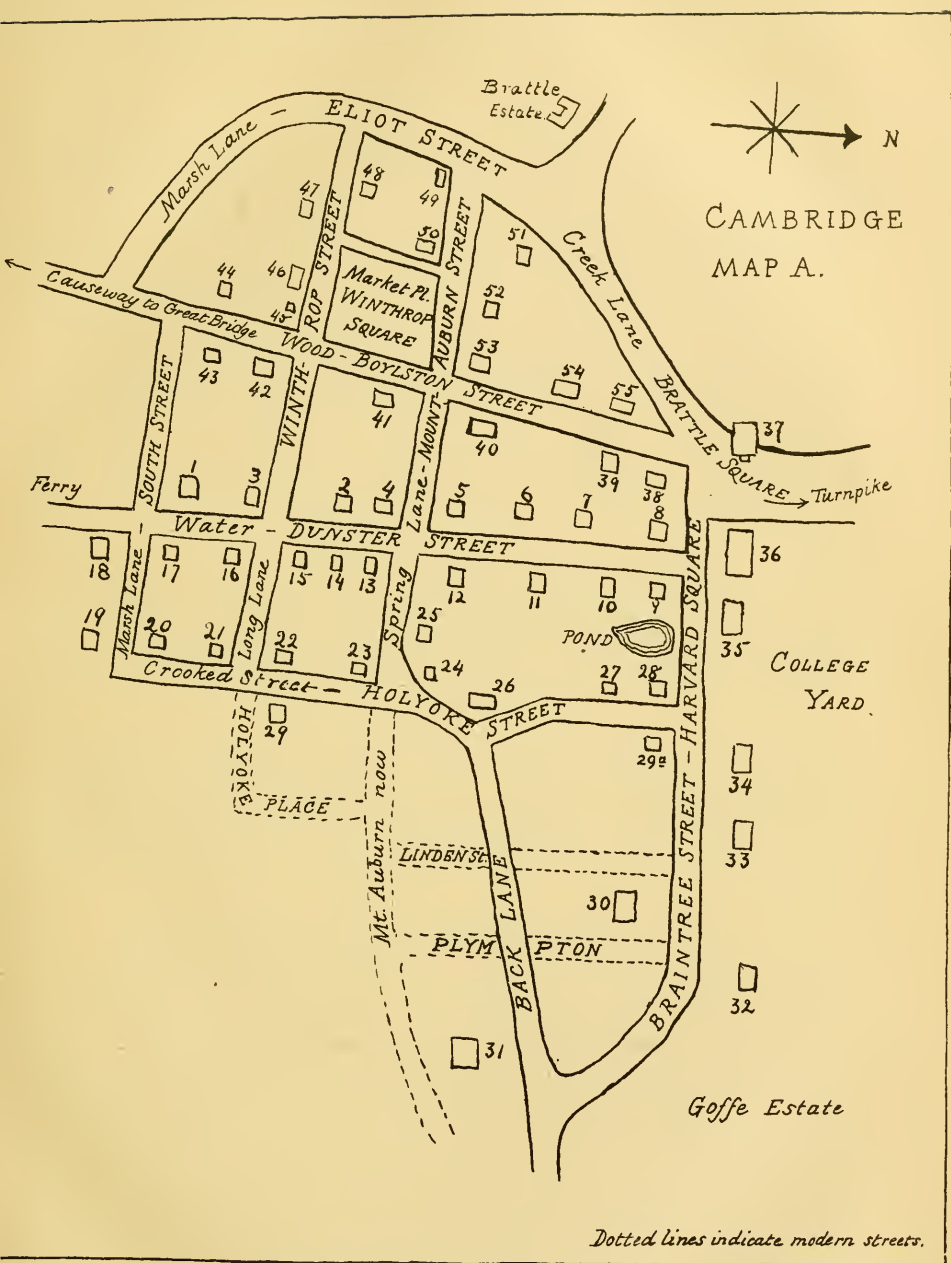 Brattle
Estate
N
CAMBRIDGE
MAP A.
Marsh Lane –
ELIOT STREET
48
49
47
50
51
Creek Lane
AUBURN STREET
WINTH-
ROP STREET
Market Pl.
WINTHROP
SQUARE
44
46
45
52
53
54
55
Causeway to Great Bridge
WOOD – BOYLSTON STREET
43
42
41
40
39
38
37
BRATTLE SQUARE
Turnpike
SOUTH STREET
Lane – MOUNT-
Ferry
1
3
2
4
5
6
7
8
Water – DUNSTER STREET
36
18
17
16
15
14
13
12
11
10
9
Marsh Lane
Long Lane
Spring
25
POND
35
COLLEGE
YARD.
19
20
21
22
23
24
26
27
28
Crooked Street – HOLYOKE STREET
29
29a
HOLYOKE
PLACE
Mt. Auburn now
34
33
LINDEN St.
BRAINTREE STREET – HARVARD SQUARE
30
BACK LANE
PLYMPTON
32
31
Goffe Estate
Dotted lines indicate modern streets.